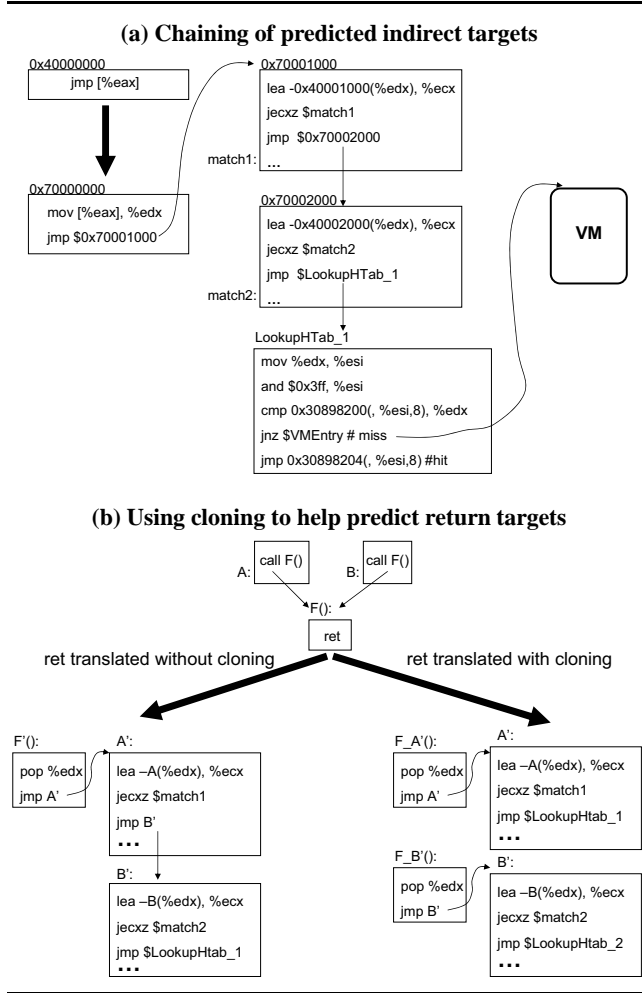 (a) Chaining of predicted indirect targets
0x40000000
jmp [%eax]
0x70000000
mov [%eax], %edx
jmp $0x70001000
0x70001000
lea -0x40001000(%edx), %ecx
jecxz $match1
jmp $0x70002000
match1:
...
0x70002000
lea -0x40002000(%edx), %ecx
jecxz $match2
jmp $LookupHTab_1
match2:
...
LookupHTab_1
mov %edx, %esi
and $0x3ff, %esi
cmp 0x30898200(, %esi,8), %edx
jnz $VMEntry # miss
jmp 0x30898204(, %esi,8) #hit
VM
(b) Using cloning to help predict return targets
A:
call F()
B:
call F()
F():
ret
ret translated without cloning
ret translated with cloning
F'():
pop %edx
jmp A'
A':
lea –A(%edx), %ecx
jecxz $match1
jmp B'
...
B':
lea –B(%edx), %ecx
jecxz $match2
jmp $LookupHtab_1
...
F_A'():
pop %edx
jmp A'
A':
lea –A(%edx), %ecx
jecxz $match1
jmp $LookupHtab_1
...
F_B'():
pop %edx
jmp B'
B':
lea –B(%edx), %ecx
jecxz $match2
jmp $LookupHtab_2
...